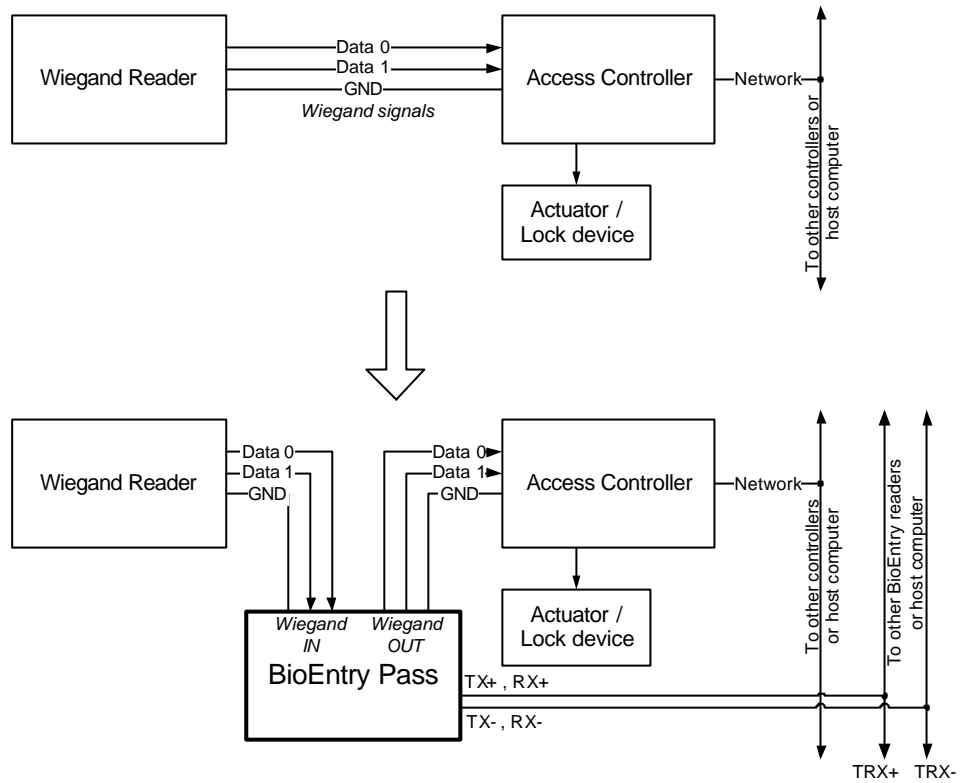 Wiegand Reader
Data 0
Data 1
GND
Wiegand signals
Access Controller
Network
Actuator /
Lock device
To other controllers or
host computer
Wiegand Reader
Data 0
Data 1
GND
Data 0
Data 1
GND
Access Controller
Network
Actuator /
Lock device
To other controllers
or host computer
To other BioEntry readers
or host computer
Wiegand
IN
Wiegand
OUT
BioEntry Pass
TX+ , RX+
TX- , RX-
TRX+
TRX-